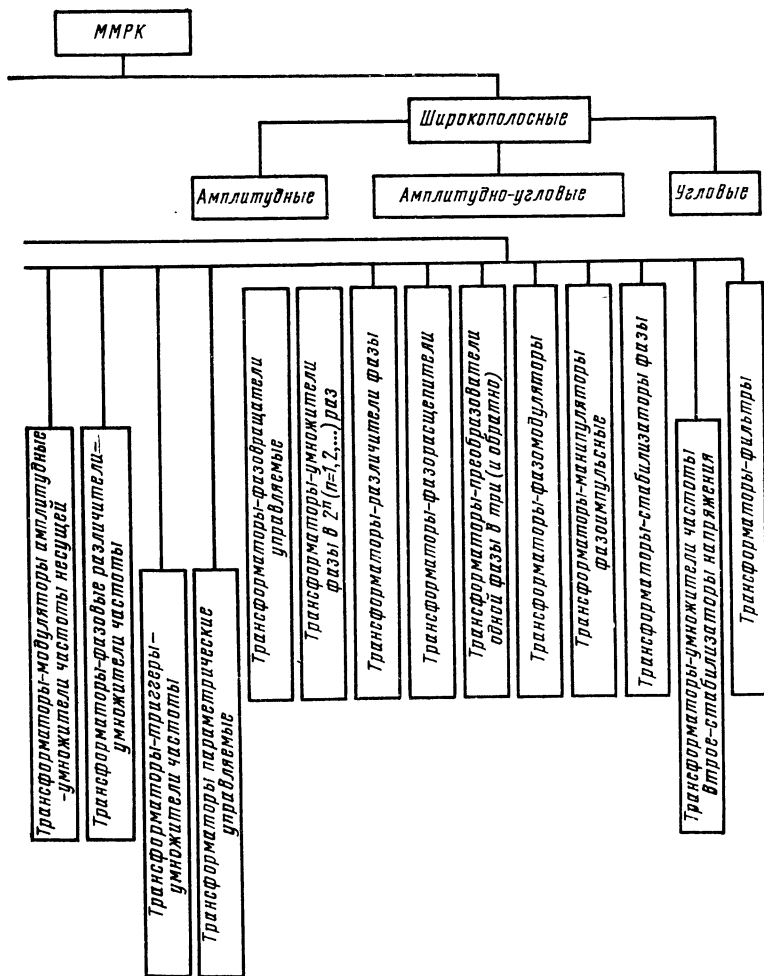 ММРК
Широкополосные
Амплитудные
Амплитудно-угловые
Угловые
Трансформаторы-модуляторы амплитудные
-умножители частоты несущей
Трансформаторы-фазовые различители-
умножители частоты
Трансформаторы-триггеры-
умножители частоты
Трансформаторы параметрические
управляемые
Трансформаторы-фазовращатели
управляемые
Трансформаторы-умножители
фазы в 2ⁿ (n=1,2,...) раз
Трансформаторы-различители фазы
Трансформаторы-фазорасщепители
Трансформаторы-преобразователи
одной фазы в три (и обратно)
Трансформаторы-фазомодуляторы
Трансформаторы-манипуляторы
фазоимпульсные
Трансформаторы-стабилизаторы фазы
Трансформаторы-умножители частоты
втрое-стабилизаторы напряжения
Трансформаторы-фильтры